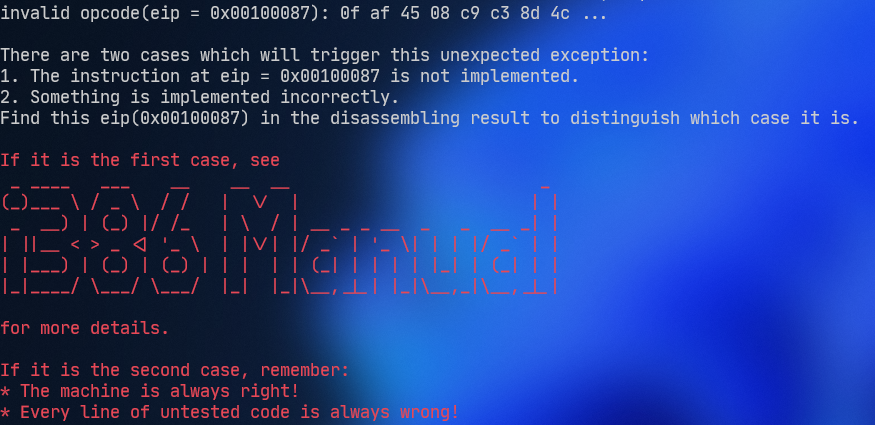 invalid opcode(eip = 0x00100087): 0f af 45 08 c9 c3 8d 4c ...
There are two cases which will trigger this unexpected exception:
1. The instruction at eip = 0x00100087 is not implemented.
2. Something is implemented incorrectly.
Find this eip(0x00100087) in the disassembling result to distinguish which case it is.
If it is the first case, see
i386 Manual
for more details.
If it is the second case, remember:
* The machine is always right!
* Every line of untested code is always wrong!